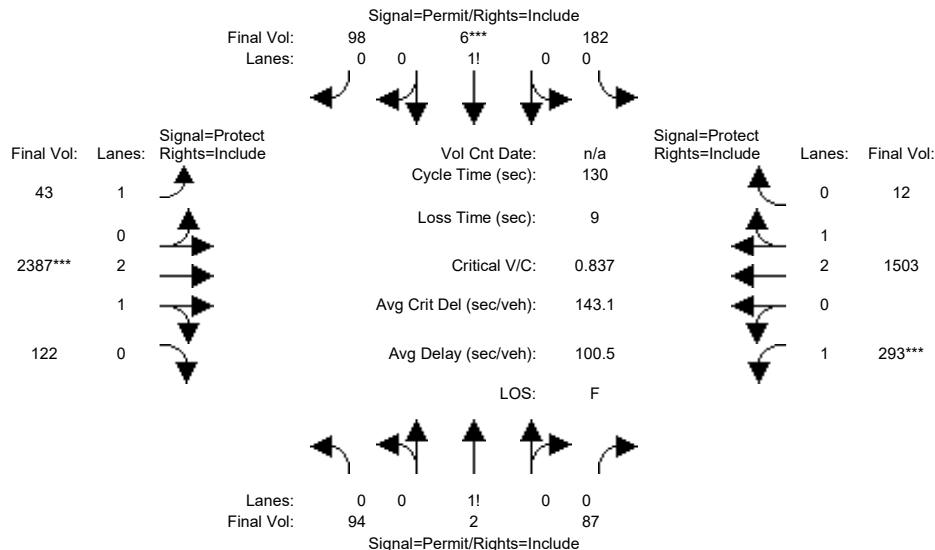 Signal=Permit/Rights=Include
Final Vol: 98 6*** 182
Lanes: 0 0 1! 0 0
Signal=Protect Signal=Protect
Final Vol: Lanes: Rights=Include Vol Cnt Date: n/a Rights=Include Lanes: Final Vol:
Cycle Time (sec): 130
43 1 0 12
Loss Time (sec): 9
0 1
2387*** 2 Critical V/C: 0.837 2 1503
1 Avg Crit Del (sec/veh): 143.1 0
122 0 Avg Delay (sec/veh): 100.5 1 293***
LOS: F
Lanes: 0 0 1! 0 0
Final Vol: 94 2 87
Signal=Permit/Rights=Include